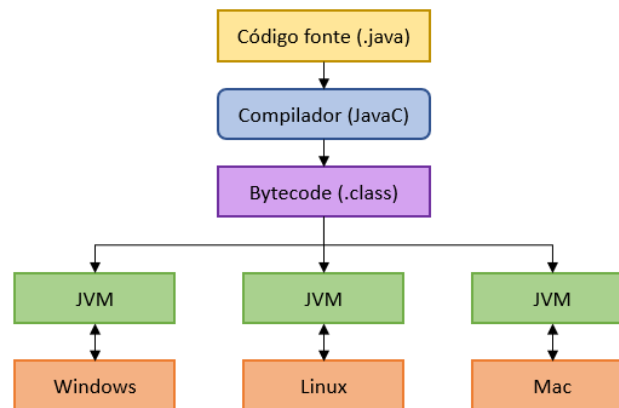 Código fonte (.java)
Compilador (JavaC)
Bytecode (.class)
JVM
JVM
JVM
Windows
Linux
Mac